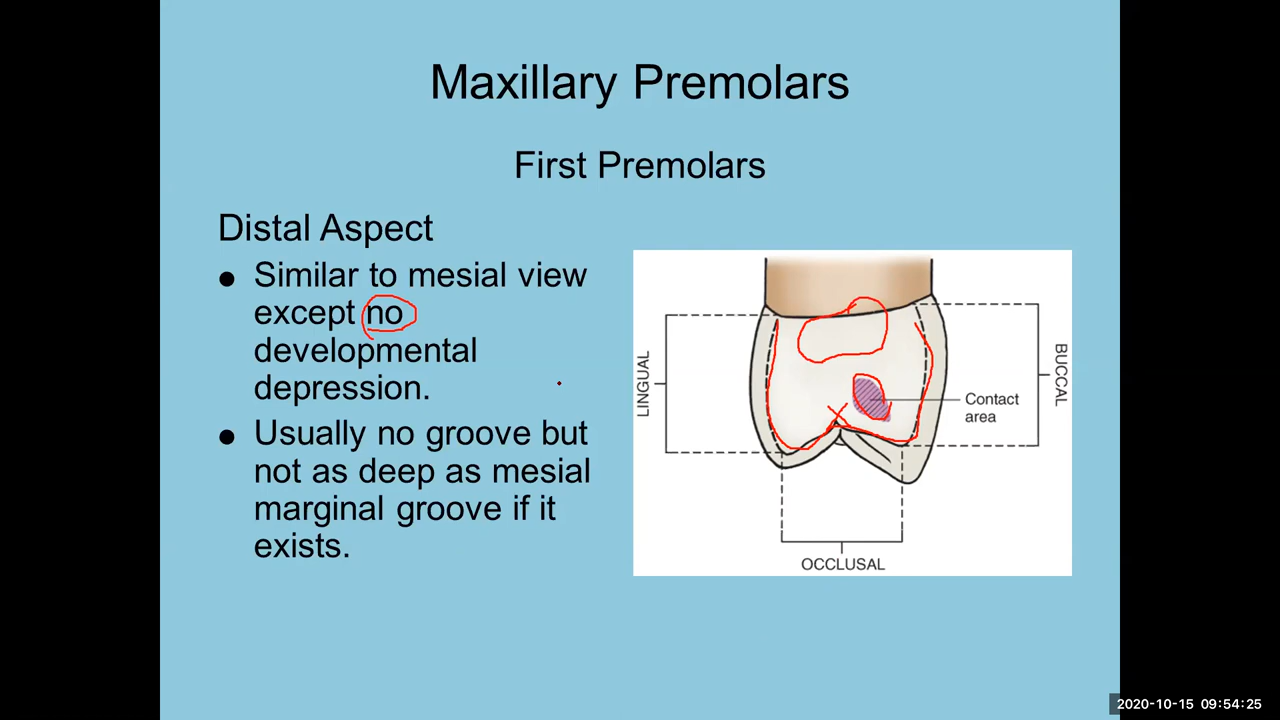 Maxillary Premolars
First Premolars
Distal Aspect
● Similar to mesial view
except no
developmental
depression.
● Usually no groove but
not as deep as mesial
marginal groove if it
exists.
LINGUAL
BUCCAL
Contact
area
OCCLUSAL
2020-10-15 09:54:25